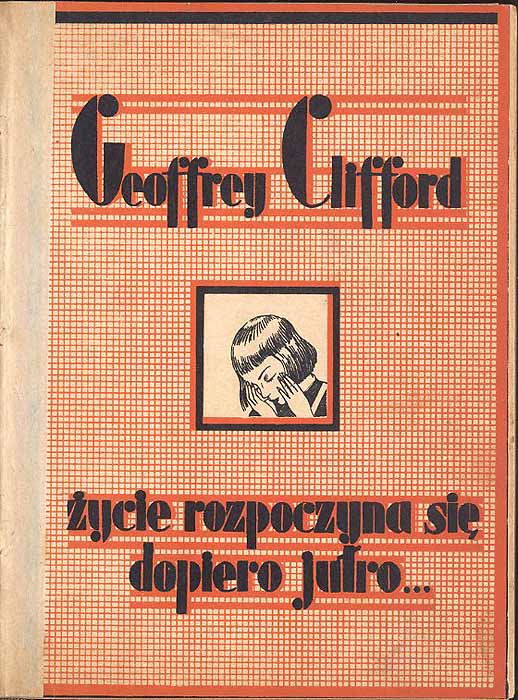 Geoffrey Clifford
życie rozpoczyna się
dopiero jutro...